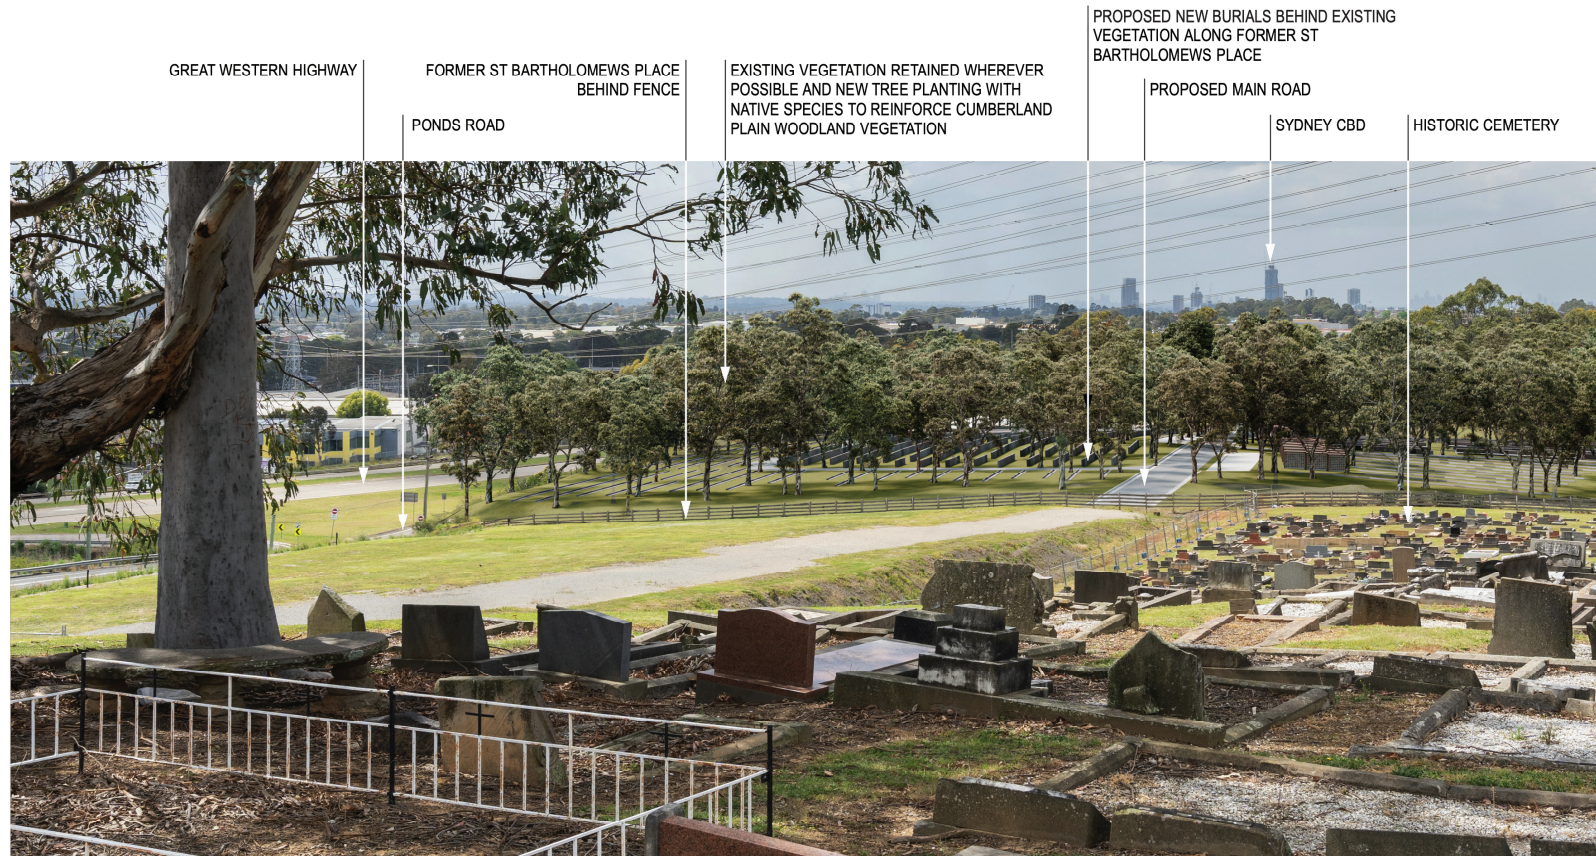 PROPOSED NEW BURIALS BEHIND EXISTING
VEGETATION ALONG FORMER ST
BARTHOLOMEWS PLACE
GREAT WESTERN HIGHWAY
FORMER ST BARTHOLOMEWS PLACE
BEHIND FENCE
EXISTING VEGETATION RETAINED WHEREVER
POSSIBLE AND NEW TREE PLANTING WITH
NATIVE SPECIES TO REINFORCE CUMBERLAND
PLAIN WOODLAND VEGETATION
PROPOSED MAIN ROAD
PONDS ROAD
SYDNEY CBD
HISTORIC CEMETERY